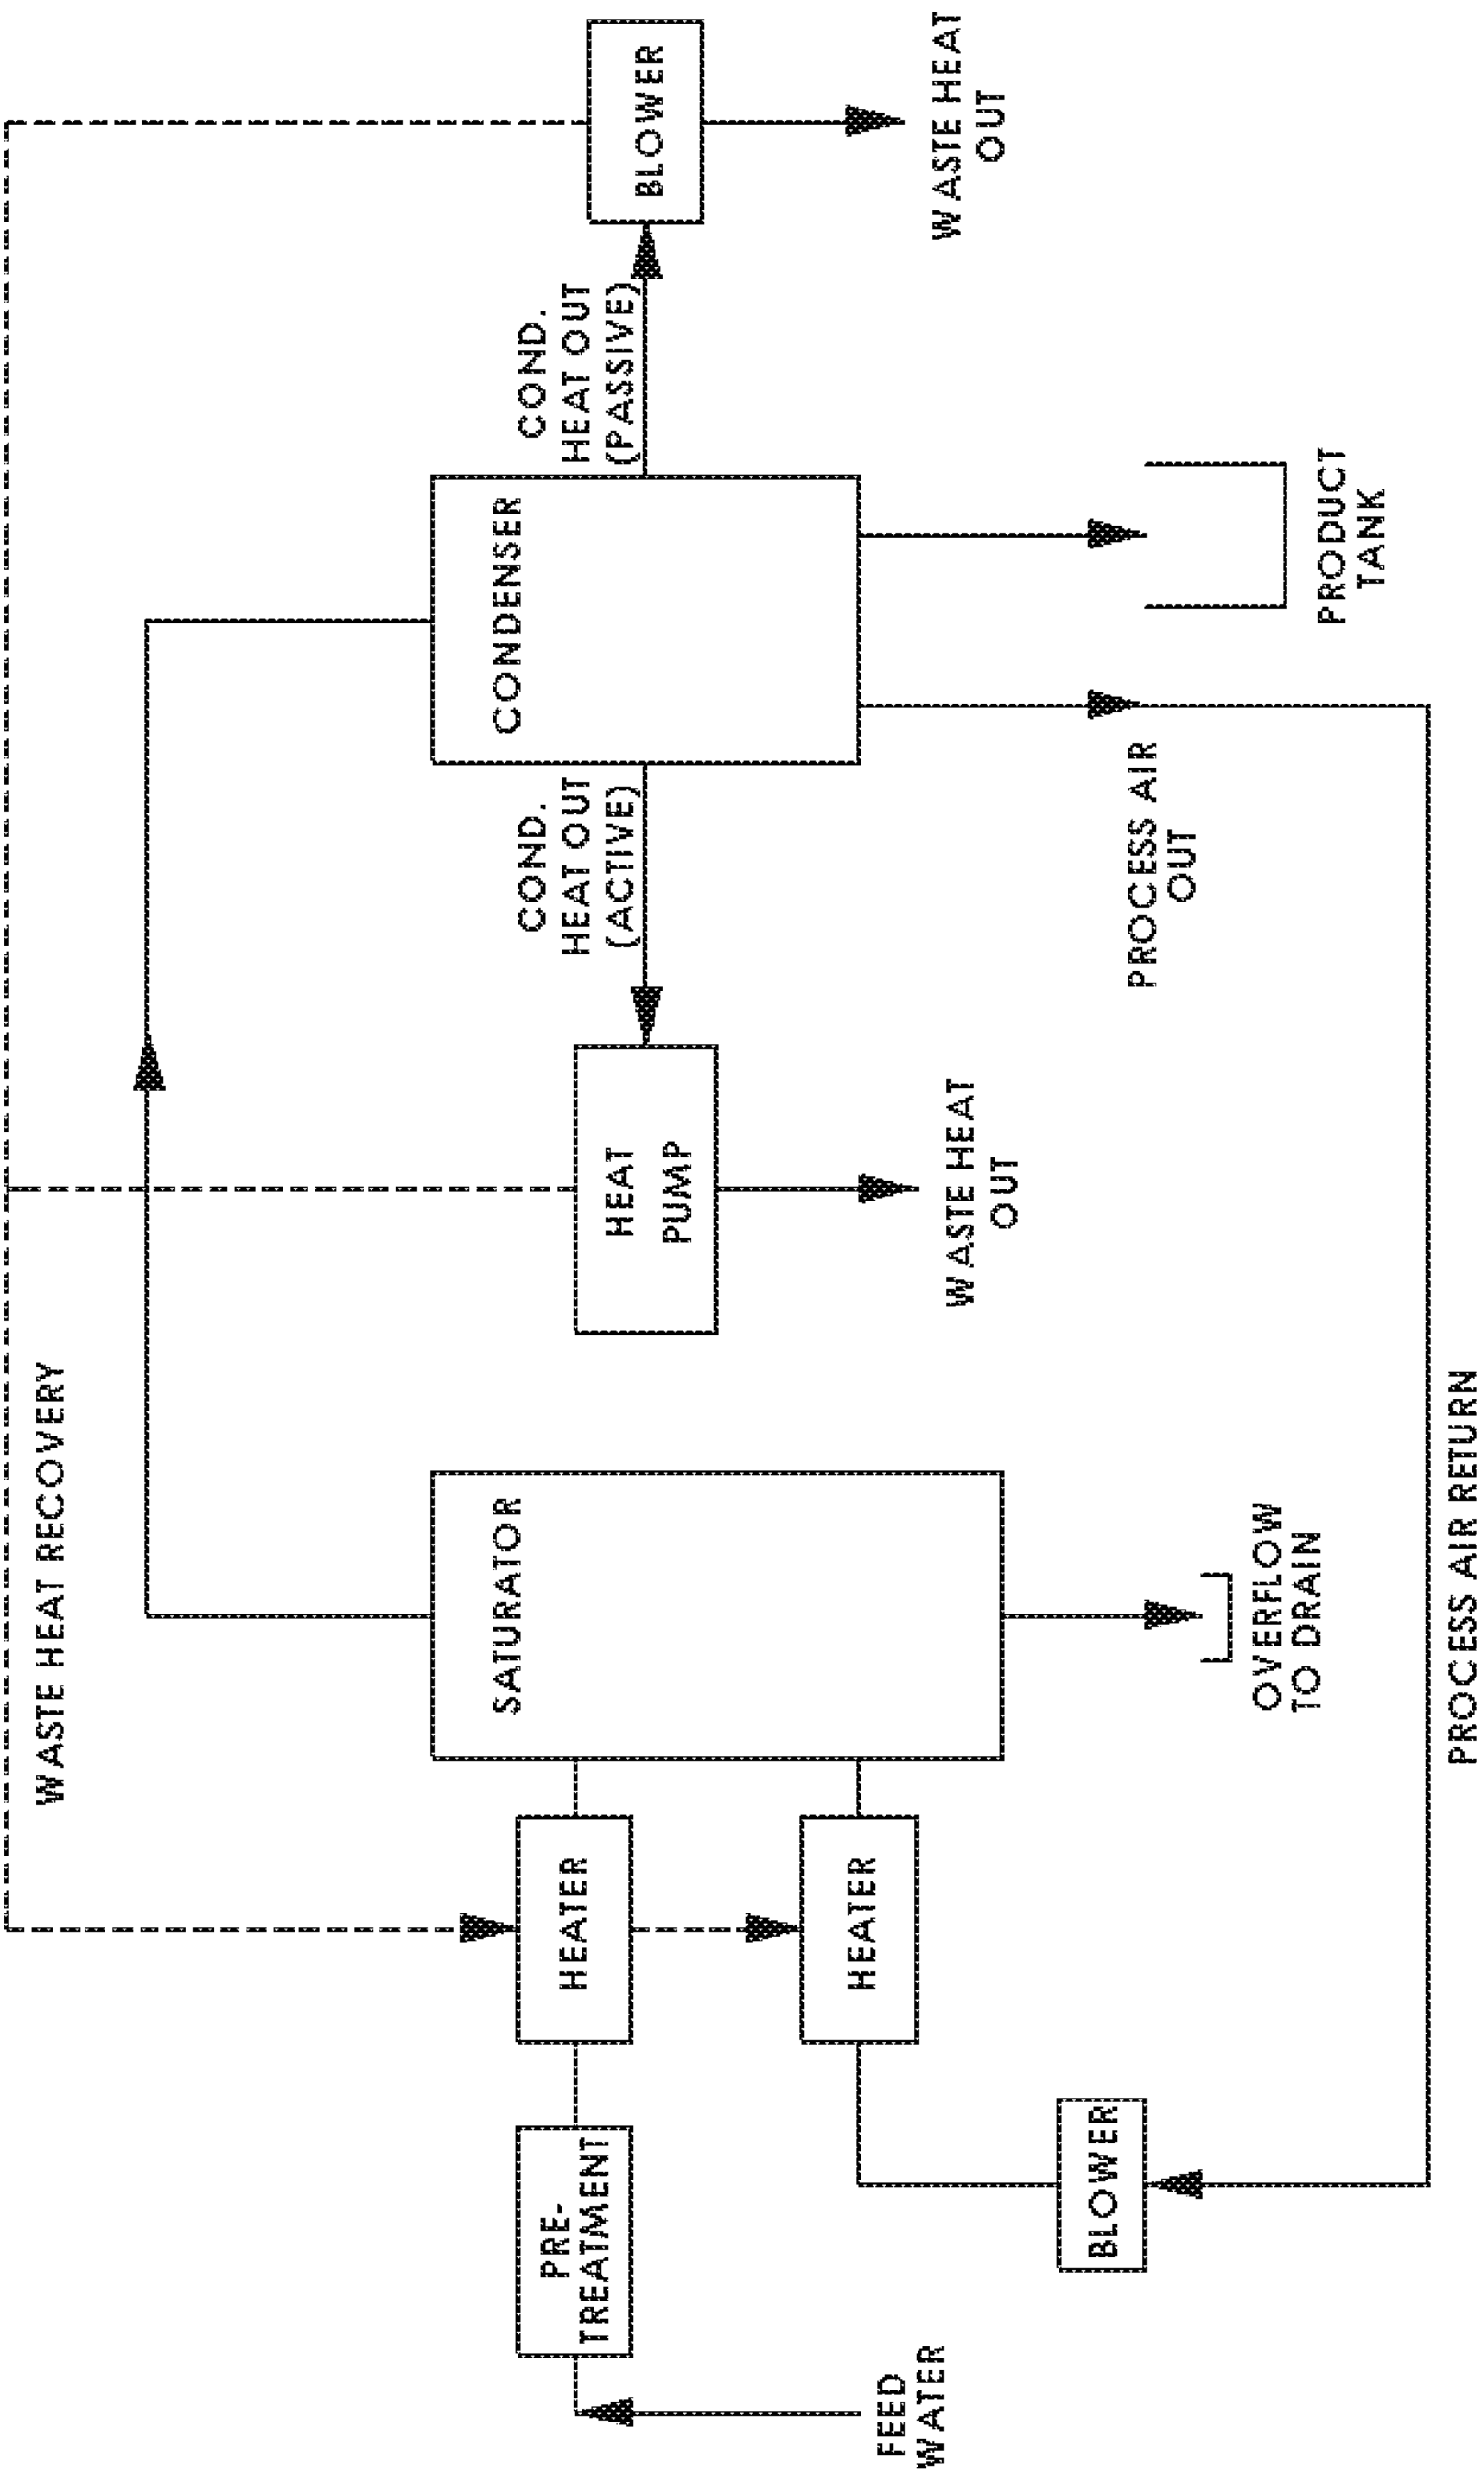 WASTE HEAT RECOVERY
FEED
WATER
PRE-
TREATMENT
HEATER
HEATER
BLOWER
SATURATOR
OVERFLOW
TO DRAIN
PROCESS AIR RETURN
HEAT
PUMP
WASTE HEAT
OUT
COND.
HEAT OUT
(ACTIVE)
CONDENSER
PROCESS AIR
OUT
PRODUCT
TANK
COND.
HEAT OUT
(PASSIVE)
BLOWER
WASTE HEAT
OUT